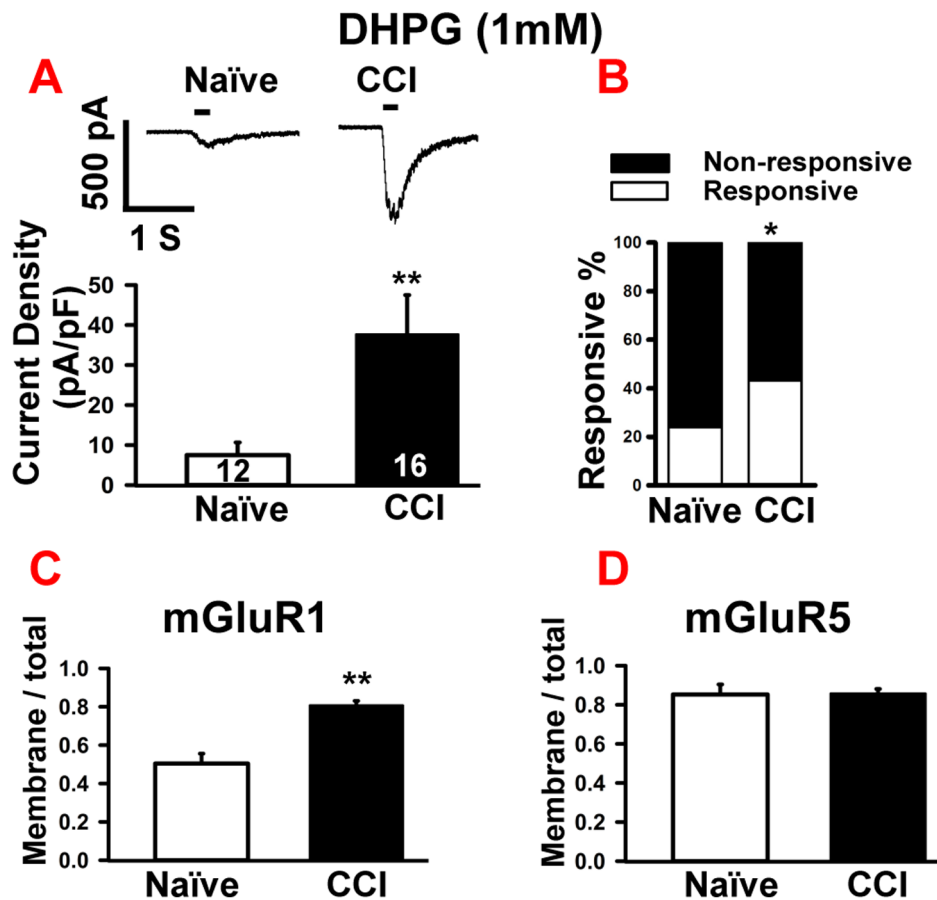 DHPG (1mM)
A
Naïve
CCI
500 pA
1 S
Current Density
(pA/pF)
50
40
30
20
10
0
**
12
16
Naïve
CCI
B
Non-responsive
Responsive
Responsive %
100
80
60
40
20
0
*
Naïve
CCI
C
mGluR1
Membrane / total
1.0
0.8
0.6
0.4
0.2
0.0
**
Naïve
CCI
D
mGluR5
Membrane / total
1.0
0.8
0.6
0.4
0.2
0.0
Naïve
CCI